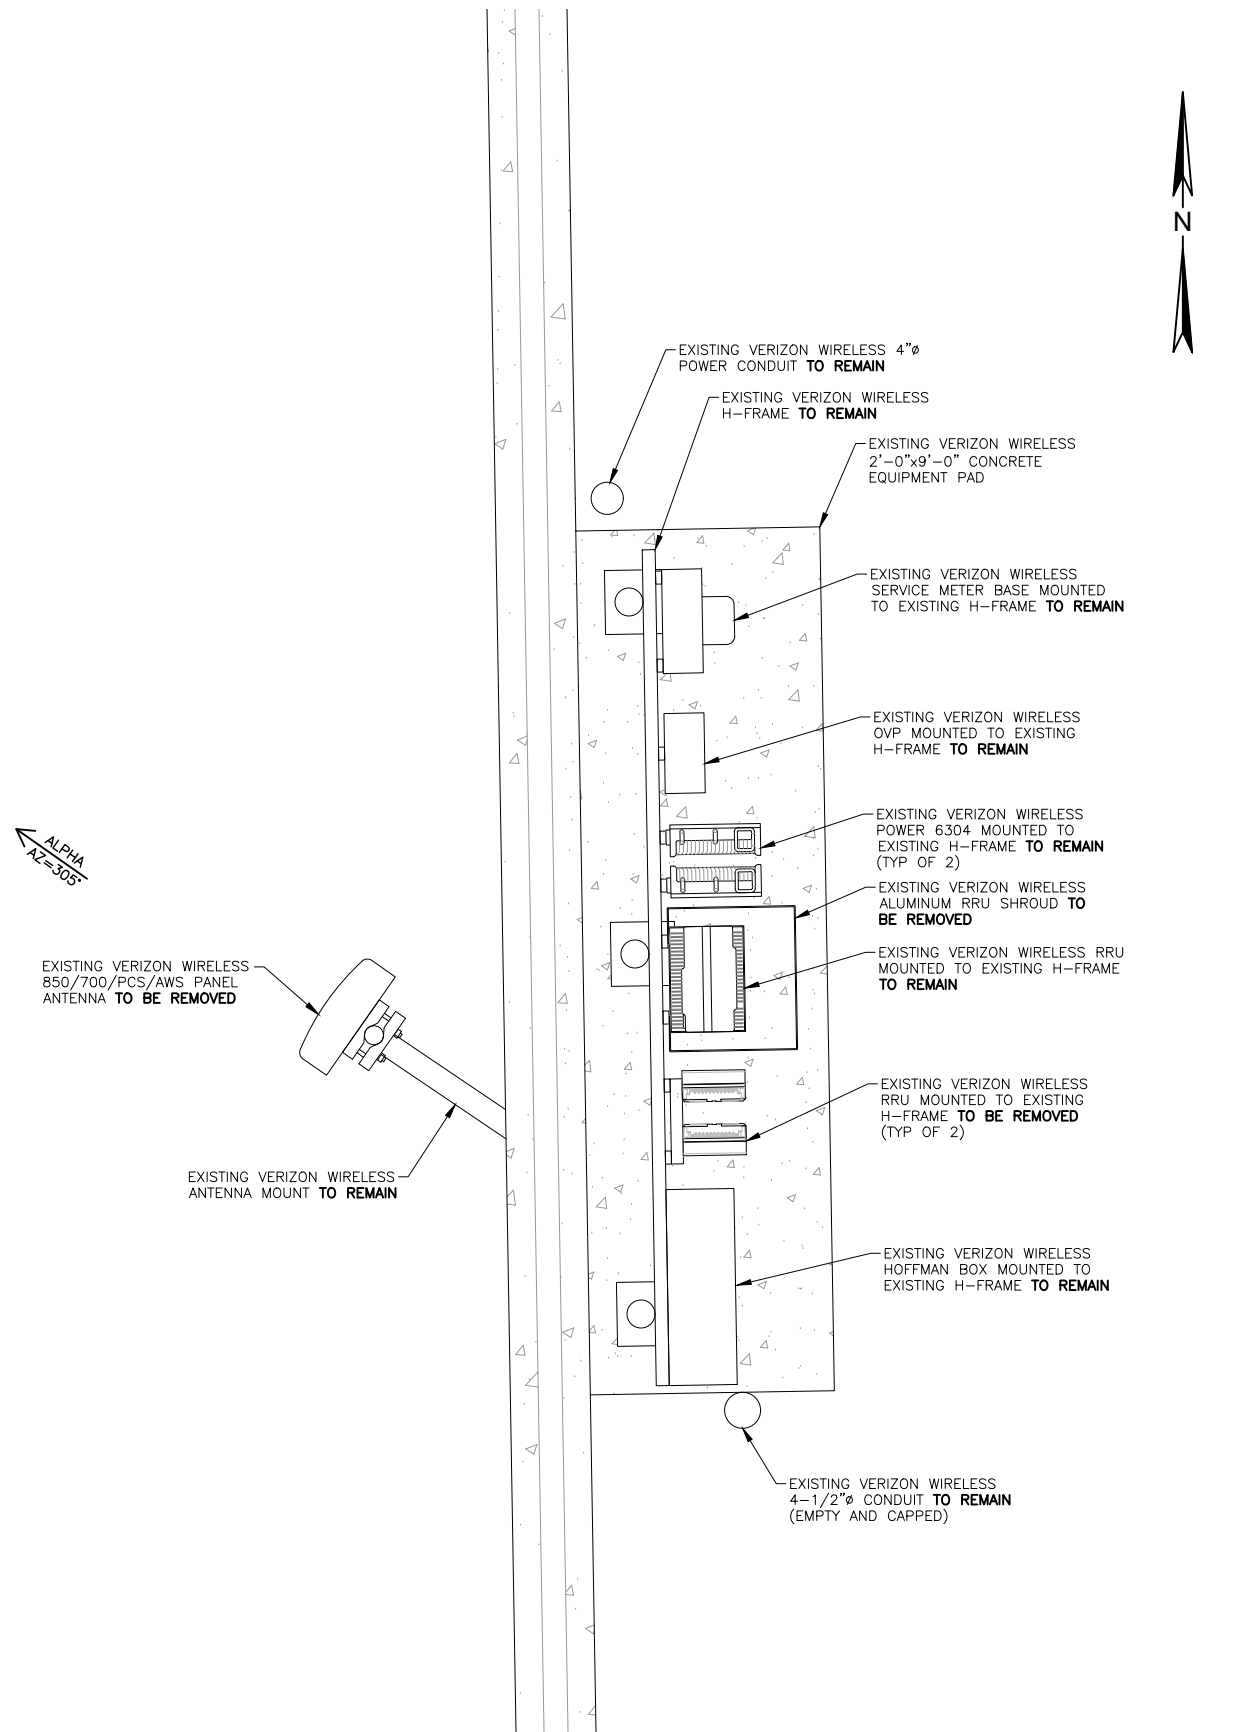 N
EXISTING VERIZON WIRELESS 4"ø
POWER CONDUIT TO REMAIN
EXISTING VERIZON WIRELESS
H-FRAME TO REMAIN
EXISTING VERIZON WIRELESS
2'-0"x9'-0" CONCRETE
EQUIPMENT PAD
EXISTING VERIZON WIRELESS
SERVICE METER BASE MOUNTED
TO EXISTING H-FRAME TO REMAIN
EXISTING VERIZON WIRELESS
OVP MOUNTED TO EXISTING
H-FRAME TO REMAIN
EXISTING VERIZON WIRELESS
POWER 6304 MOUNTED TO
EXISTING H-FRAME TO REMAIN
(TYP OF 2)
ALPHA
AZ=305°
EXISTING VERIZON WIRELESS
ALUMINUM RRU SHROUD TO
BE REMOVED
EXISTING VERIZON WIRELESS RRU
MOUNTED TO EXISTING H-FRAME
TO REMAIN
EXISTING VERIZON WIRELESS
850/700/PCS/AWS PANEL
ANTENNA TO BE REMOVED
EXISTING VERIZON WIRELESS
RRU MOUNTED TO EXISTING
H-FRAME TO BE REMOVED
(TYP OF 2)
EXISTING VERIZON WIRELESS
ANTENNA MOUNT TO REMAIN
EXISTING VERIZON WIRELESS
HOFFMAN BOX MOUNTED TO
EXISTING H-FRAME TO REMAIN
EXISTING VERIZON WIRELESS
4-1/2"ø CONDUIT TO REMAIN
(EMPTY AND CAPPED)